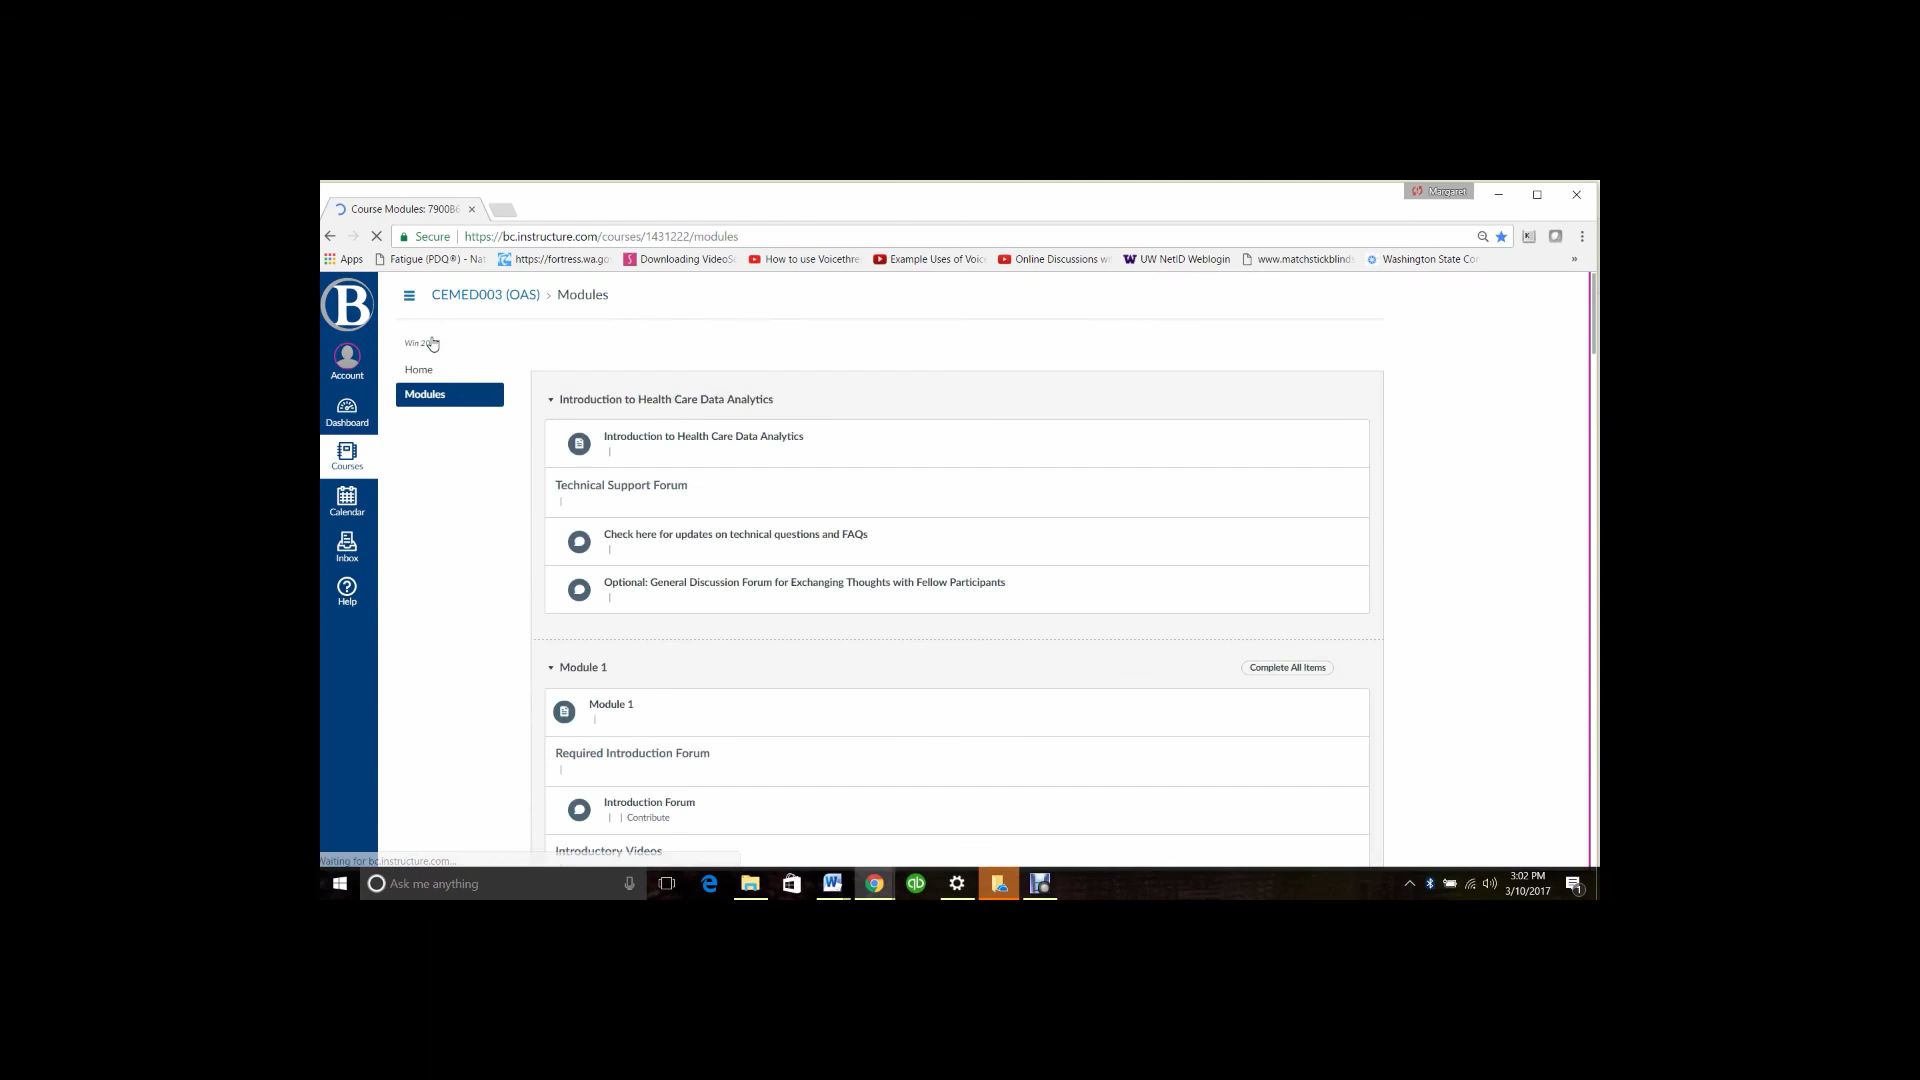 Margaret
Course Modules: 7900B6
Secure | https://bc.instructure.com/courses/1431222/modules
Apps Fatigue (PDQ®) - Nat https://fortress.wa.go Downloading VideoSc How to use Voicethre Example Uses of Voic Online Discussions w UW NetID Weblogin www.matchstickblind Washington State Co »
B
CEMED003 (OAS) > Modules
Account
Dashboard
Courses
Calendar
Inbox
Help
Win 20
Home
Modules
Introduction to Health Care Data Analytics
Introduction to Health Care Data Analytics
|
Technical Support Forum
|
Check here for updates on technical questions and FAQs
|
Optional: General Discussion Forum for Exchanging Thoughts with Fellow Participants
|
Module 1 Complete All Items
Module 1
|
Required Introduction Forum
|
Introduction Forum
| | Contribute
Introductory Videos
Waiting for bc.instructure.com...
Ask me anything
3:02 PM
3/10/2017
1